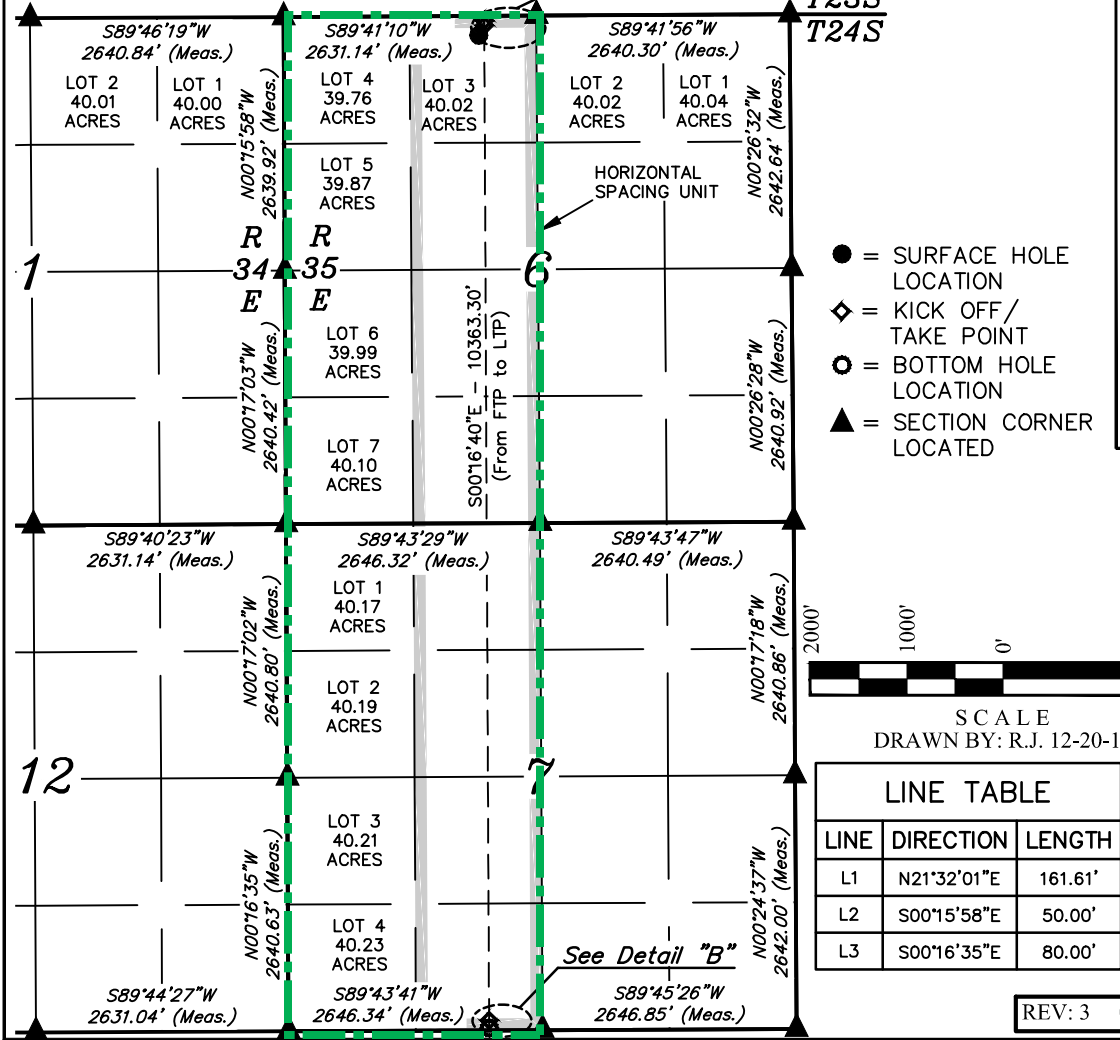 T23S
T24S
S89°46'19"W
2640.84' (Meas.)
S89°41'10"W
2631.14' (Meas.)
S89°41'56"W
2640.30' (Meas.)
LOT 2
40.01
ACRES
LOT 1
40.00
ACRES
LOT 4
39.76
ACRES
LOT 3
40.02
ACRES
LOT 2
40.02
ACRES
LOT 1
40.04
ACRES
N00°15'58"W
2639.92' (Meas.)
N00°26'32"W
2642.64' (Meas.)
LOT 5
39.87
ACRES
HORIZONTAL
SPACING UNIT
R R
1 34 35 6
E E
LOT 6
39.99
ACRES
N00°17'03"W
2640.42' (Meas.)
S00°16'40"E - 10363.30'
(From FTP to LTP)
N00°26'28"W
2640.92' (Meas.)
LOT 7
40.10
ACRES
= SURFACE HOLE
LOCATION
= KICK OFF/
TAKE POINT
= BOTTOM HOLE
LOCATION
= SECTION CORNER
LOCATED
S89°40'23"W
2631.14' (Meas.)
S89°43'29"W
2646.32' (Meas.)
S89°43'47"W
2640.49' (Meas.)
LOT 1
40.17
ACRES
N00°17'02"W
2640.80' (Meas.)
N00°17'18"W
2640.86' (Meas.)
LOT 2
40.19
ACRES
12 7
LOT 3
40.21
ACRES
N00°16'35"W
2640.63' (Meas.)
N00°24'37"W
2642.00' (Meas.)
LOT 4
40.23
ACRES
See Detail "B"
S89°44'27"W
2631.04' (Meas.)
S89°43'41"W
2646.34' (Meas.)
S89°45'26"W
2646.85' (Meas.)
2000' 1000' 0'
SCALE
DRAWN BY: R.J. 12-20-1
LINE TABLE
LINE DIRECTION LENGTH
L1 N21°32'01"E 161.61'
L2 S00°15'58"E 50.00'
L3 S00°16'35"E 80.00'
REV: 3